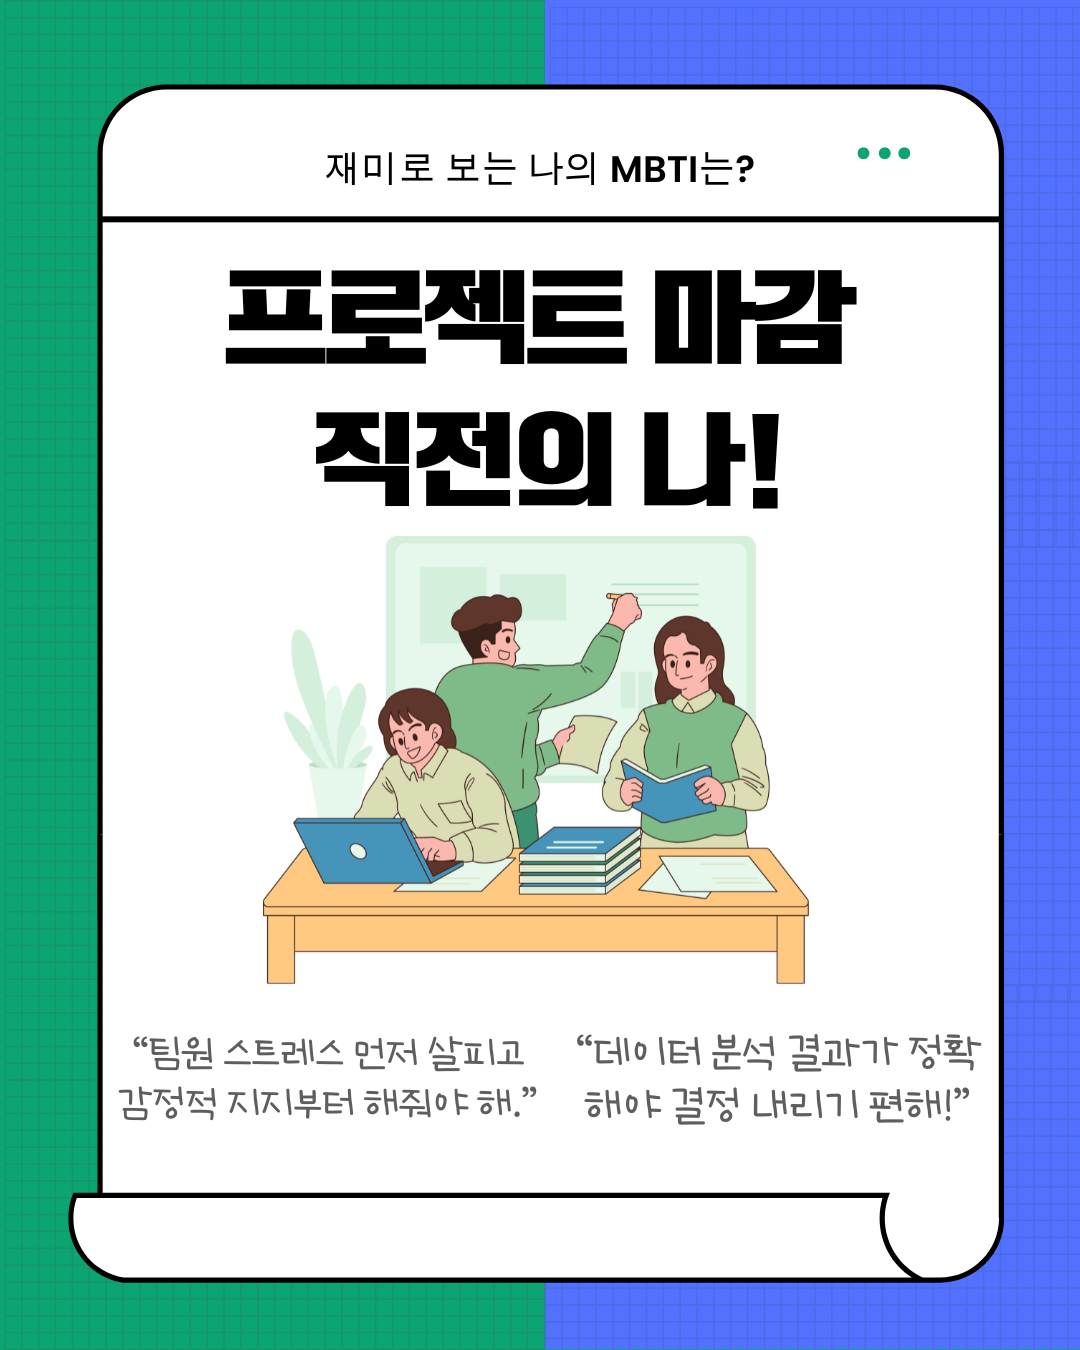 재미로 보는 나의 MBTI는?
프로젝트 마감
직전의 나!
“팀원 스트레스 먼저 살피고
감정적 지지부터 해줘야 해.”
“데이터 분석 결과가 정확
해야 결정 내리기 편해!”